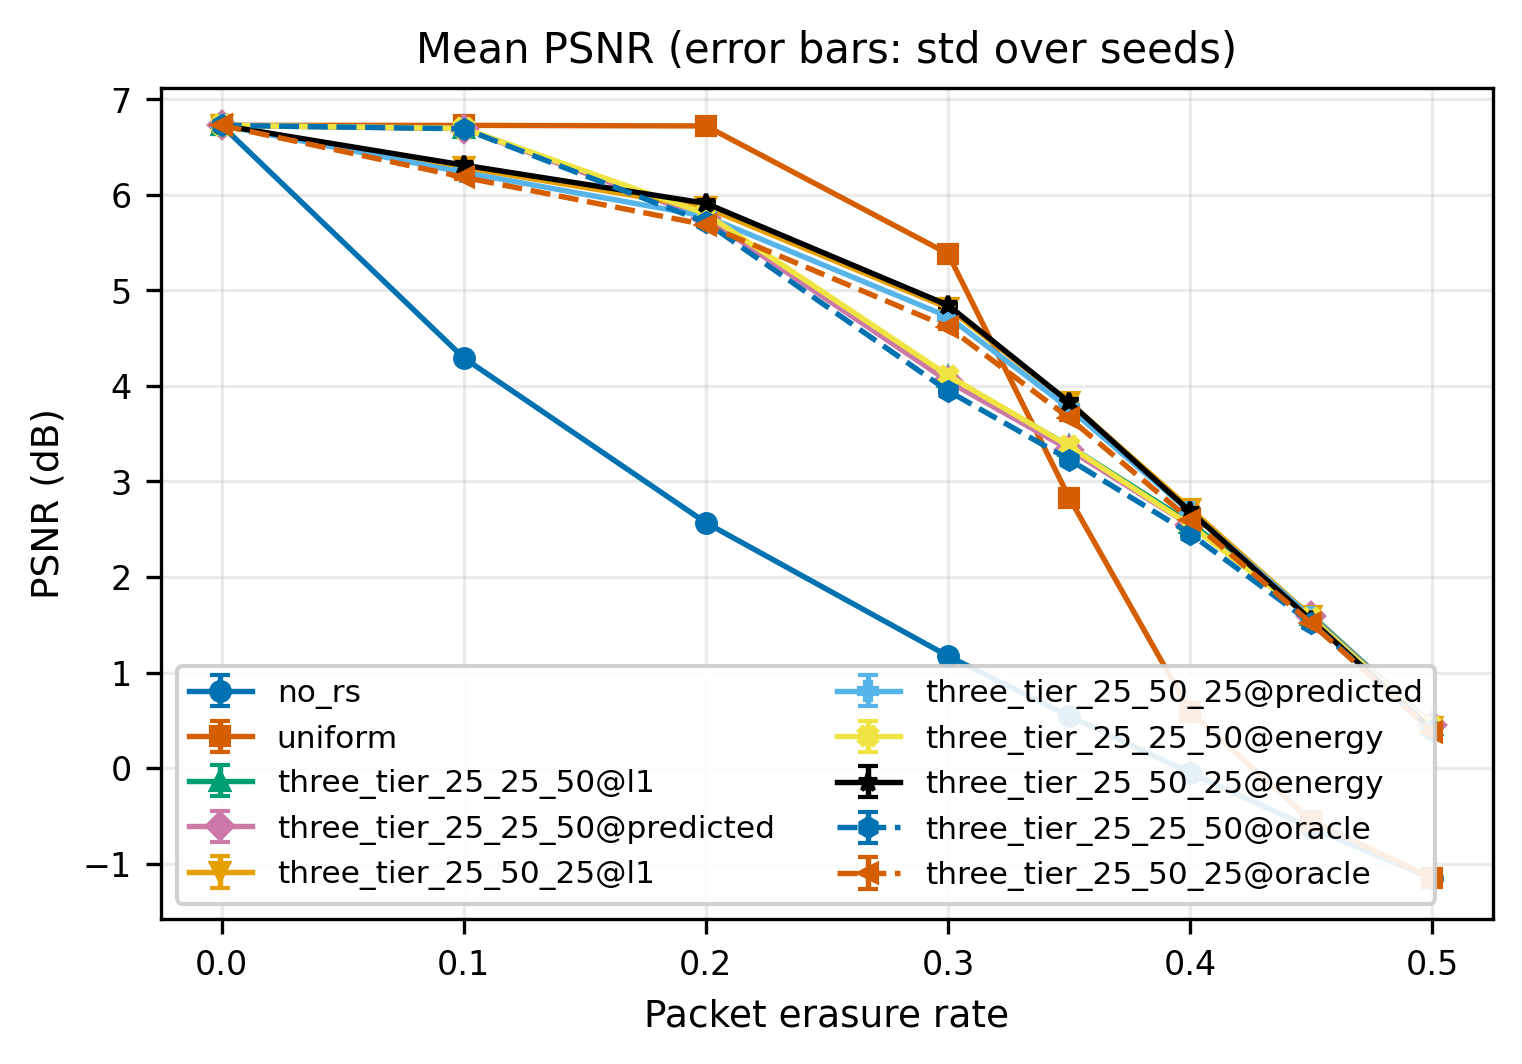 Mean PSNR (error bars: std over seeds)
PSNR (dB)
7
6
5
4
3
2
1
0
−1
no_rs
uniform
three_tier_25_25_50@l1
three_tier_25_25_50@predicted
three_tier_25_50_25@l1
three_tier_25_50_25@predicted
three_tier_25_25_50@energy
three_tier_25_50_25@energy
three_tier_25_25_50@oracle
three_tier_25_50_25@oracle
0.0 0.1 0.2 0.3 0.4 0.5
Packet erasure rate